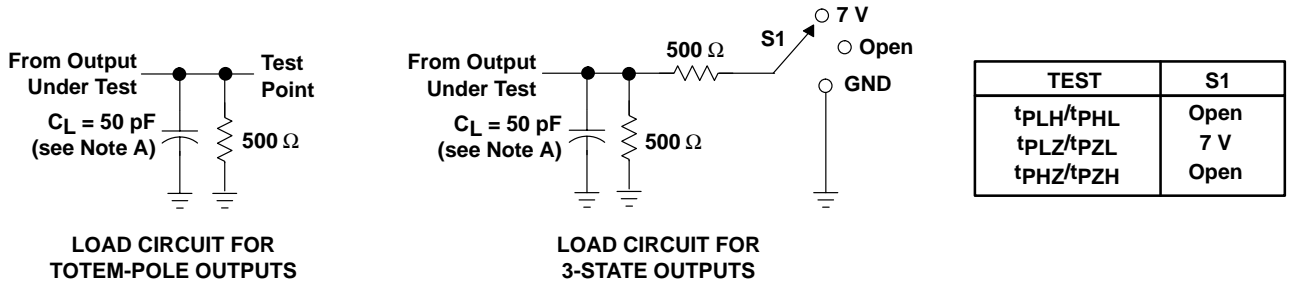 From Output
Under Test
Test
Point
CL = 50 pF
(see Note A)
500 Ω
LOAD CIRCUIT FOR
TOTEM-POLE OUTPUTS
From Output
Under Test
CL = 50 pF
(see Note A)
500 Ω
500 Ω
S1
7 V
Open
GND
LOAD CIRCUIT FOR
3-STATE OUTPUTS
TEST S1
tPLH/tPHL Open
tPLZ/tPZL 7 V
tPHZ/tPZH Open